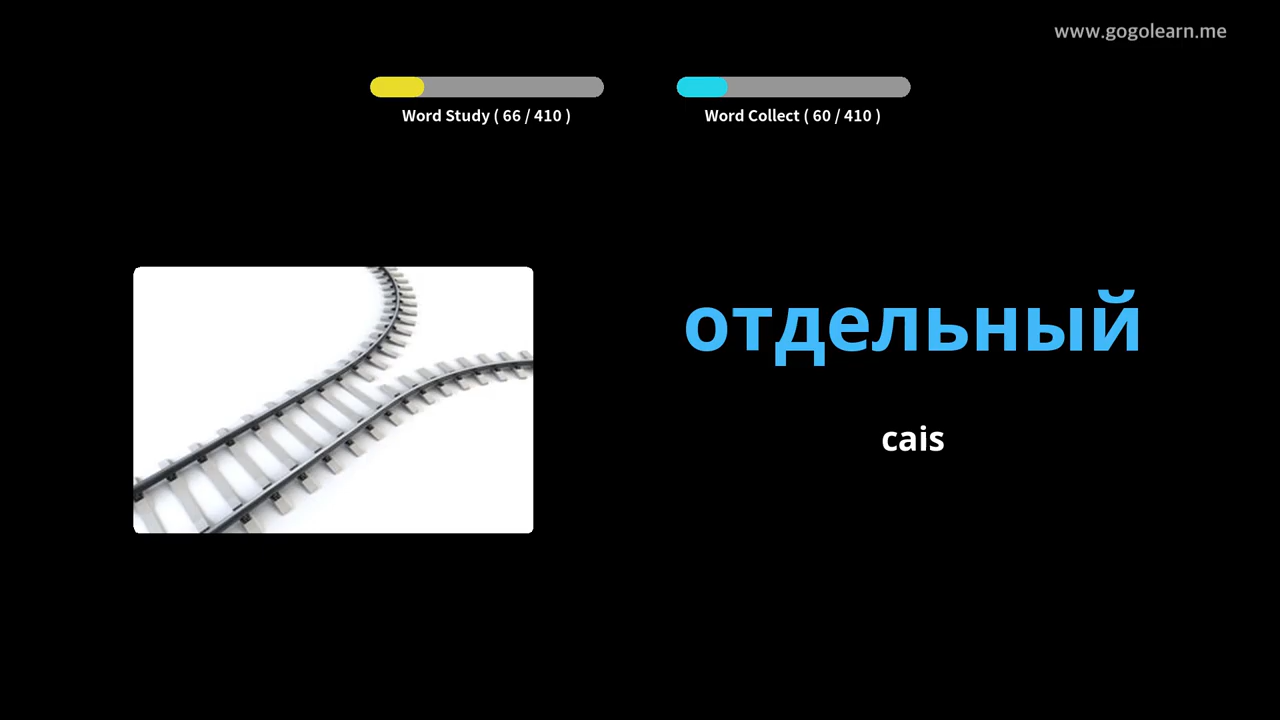 www.gogolearn.me
Word Study ( 66 / 410 )
Word Collect ( 60 / 410 )
отдельный
cais